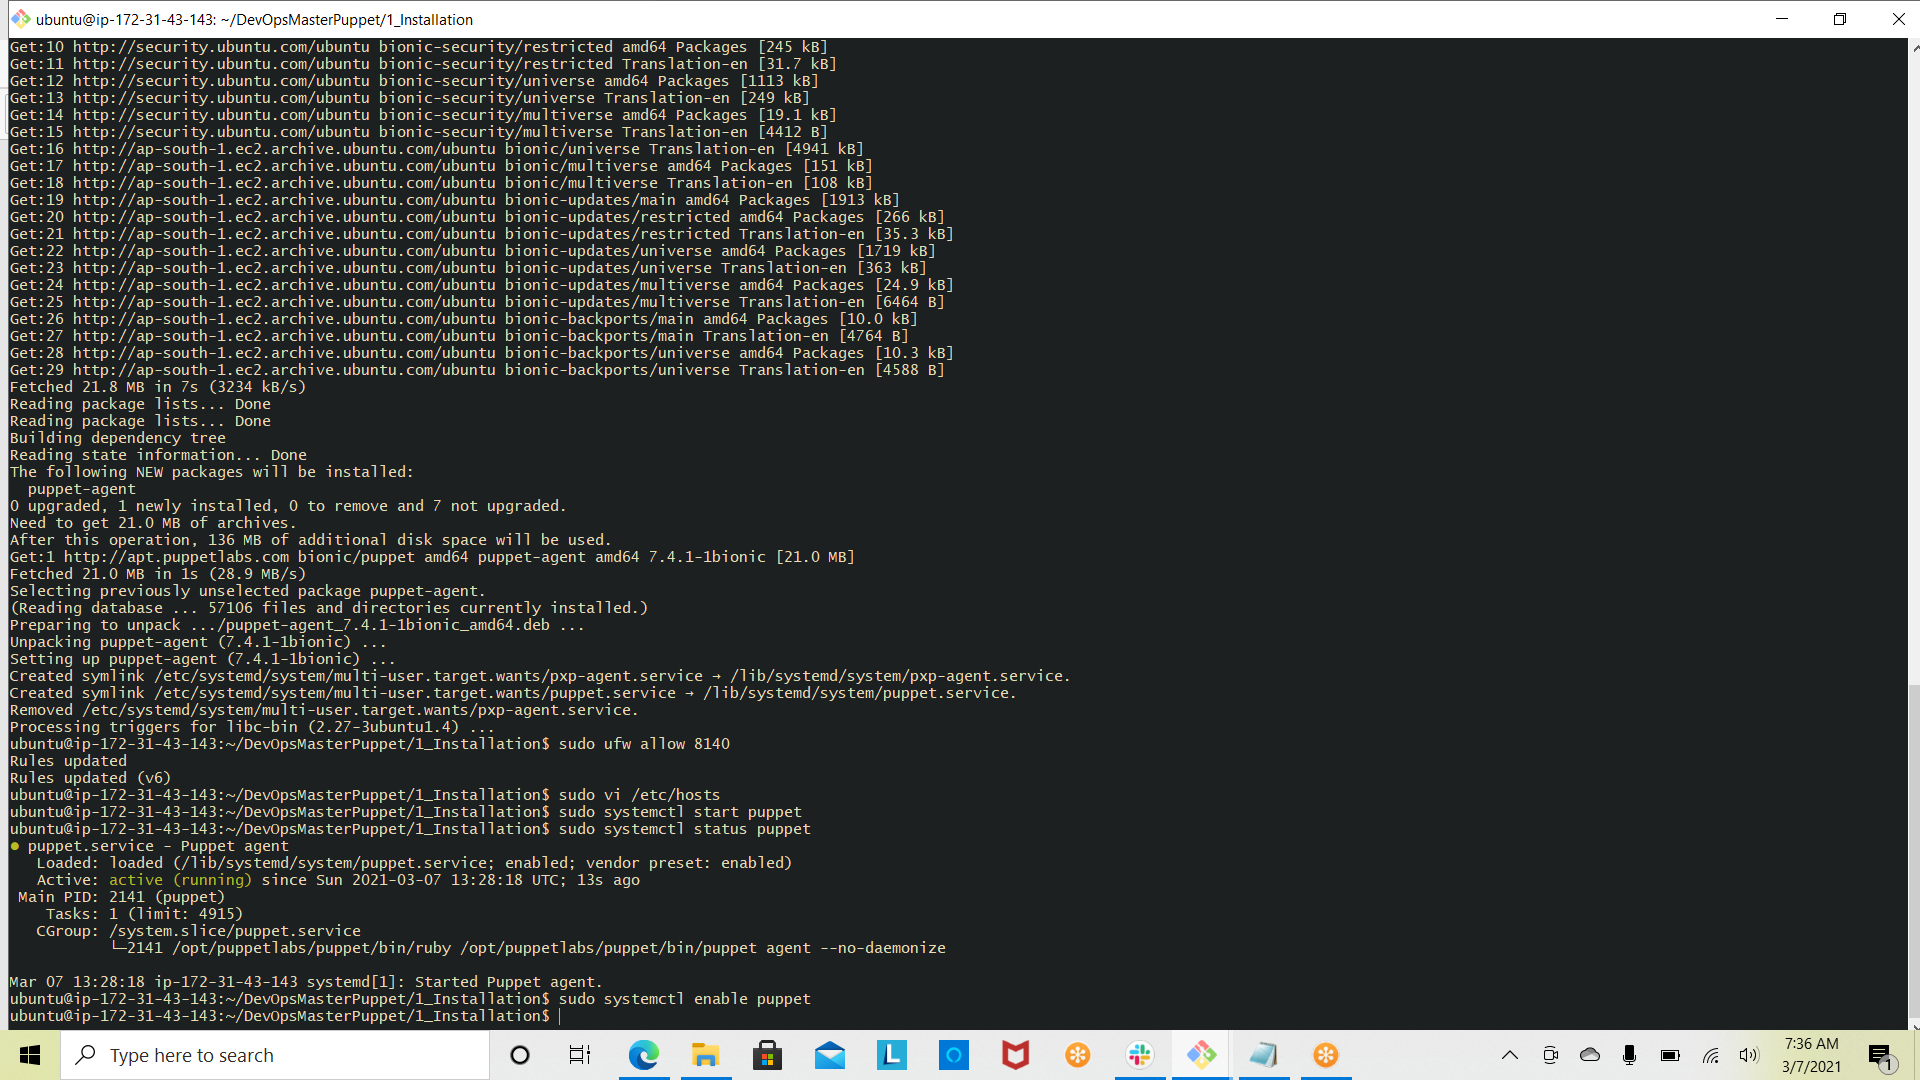 ubuntu@ip-172-31-43-143: ~/DevOpsMasterPuppet/1_Installation
Get:10 http://security.ubuntu.com/ubuntu bionic-security/restricted amd64 Packages [245 kB]
Get:11 http://security.ubuntu.com/ubuntu bionic-security/restricted Translation-en [31.7 kB]
Get:12 http://security.ubuntu.com/ubuntu bionic-security/universe amd64 Packages [1113 kB]
Get:13 http://security.ubuntu.com/ubuntu bionic-security/universe Translation-en [249 kB]
Get:14 http://security.ubuntu.com/ubuntu bionic-security/multiverse amd64 Packages [19.1 kB]
Get:15 http://security.ubuntu.com/ubuntu bionic-security/multiverse Translation-en [4412 B]
Get:16 http://ap-south-1.ec2.archive.ubuntu.com/ubuntu bionic/universe Translation-en [4941 kB]
Get:17 http://ap-south-1.ec2.archive.ubuntu.com/ubuntu bionic/multiverse amd64 Packages [151 kB]
Get:18 http://ap-south-1.ec2.archive.ubuntu.com/ubuntu bionic/multiverse Translation-en [108 kB]
Get:19 http://ap-south-1.ec2.archive.ubuntu.com/ubuntu bionic-updates/main amd64 Packages [1913 kB]
Get:20 http://ap-south-1.ec2.archive.ubuntu.com/ubuntu bionic-updates/restricted amd64 Packages [266 kB]
Get:21 http://ap-south-1.ec2.archive.ubuntu.com/ubuntu bionic-updates/restricted Translation-en [35.3 kB]
Get:22 http://ap-south-1.ec2.archive.ubuntu.com/ubuntu bionic-updates/universe amd64 Packages [1719 kB]
Get:23 http://ap-south-1.ec2.archive.ubuntu.com/ubuntu bionic-updates/universe Translation-en [363 kB]
Get:24 http://ap-south-1.ec2.archive.ubuntu.com/ubuntu bionic-updates/multiverse amd64 Packages [24.9 kB]
Get:25 http://ap-south-1.ec2.archive.ubuntu.com/ubuntu bionic-updates/multiverse Translation-en [6464 B]
Get:26 http://ap-south-1.ec2.archive.ubuntu.com/ubuntu bionic-backports/main amd64 Packages [10.0 kB]
Get:27 http://ap-south-1.ec2.archive.ubuntu.com/ubuntu bionic-backports/main Translation-en [4764 B]
Get:28 http://ap-south-1.ec2.archive.ubuntu.com/ubuntu bionic-backports/universe amd64 Packages [10.3 kB]
Get:29 http://ap-south-1.ec2.archive.ubuntu.com/ubuntu bionic-backports/universe Translation-en [4588 B]
Fetched 21.8 MB in 7s (3234 kB/s)
Reading package lists... Done
Reading package lists... Done
Building dependency tree
Reading state information... Done
The following NEW packages will be installed:
  puppet-agent
0 upgraded, 1 newly installed, 0 to remove and 7 not upgraded.
Need to get 21.0 MB of archives.
After this operation, 136 MB of additional disk space will be used.
Get:1 http://apt.puppetlabs.com bionic/puppet amd64 puppet-agent amd64 7.4.1-1bionic [21.0 MB]
Fetched 21.0 MB in 1s (28.9 MB/s)
Selecting previously unselected package puppet-agent.
(Reading database ... 57106 files and directories currently installed.)
Preparing to unpack .../puppet-agent_7.4.1-1bionic_amd64.deb ...
Unpacking puppet-agent (7.4.1-1bionic) ...
Setting up puppet-agent (7.4.1-1bionic) ...
Created symlink /etc/systemd/system/multi-user.target.wants/pxp-agent.service → /lib/systemd/system/pxp-agent.service.
Created symlink /etc/systemd/system/multi-user.target.wants/puppet.service → /lib/systemd/system/puppet.service.
Removed /etc/systemd/system/multi-user.target.wants/pxp-agent.service.
Processing triggers for libc-bin (2.27-3ubuntu1.4) ...
ubuntu@ip-172-31-43-143:~/DevOpsMasterPuppet/1_Installation$ sudo ufw allow 8140
Rules updated
Rules updated (v6)
ubuntu@ip-172-31-43-143:~/DevOpsMasterPuppet/1_Installation$ sudo vi /etc/hosts
ubuntu@ip-172-31-43-143:~/DevOpsMasterPuppet/1_Installation$ sudo systemctl start puppet
ubuntu@ip-172-31-43-143:~/DevOpsMasterPuppet/1_Installation$ sudo systemctl status puppet
● puppet.service - Puppet agent
   Loaded: loaded (/lib/systemd/system/puppet.service; enabled; vendor preset: enabled)
   Active: active (running) since Sun 2021-03-07 13:28:18 UTC; 13s ago
 Main PID: 2141 (puppet)
    Tasks: 1 (limit: 4915)
   CGroup: /system.slice/puppet.service
           └─2141 /opt/puppetlabs/puppet/bin/ruby /opt/puppetlabs/puppet/bin/puppet agent --no-daemonize
Mar 07 13:28:18 ip-172-31-43-143 systemd[1]: Started Puppet agent.
ubuntu@ip-172-31-43-143:~/DevOpsMasterPuppet/1_Installation$ sudo systemctl enable puppet
ubuntu@ip-172-31-43-143:~/DevOpsMasterPuppet/1_Installation$
Type here to search
L
7:36 AM
3/7/2021
1